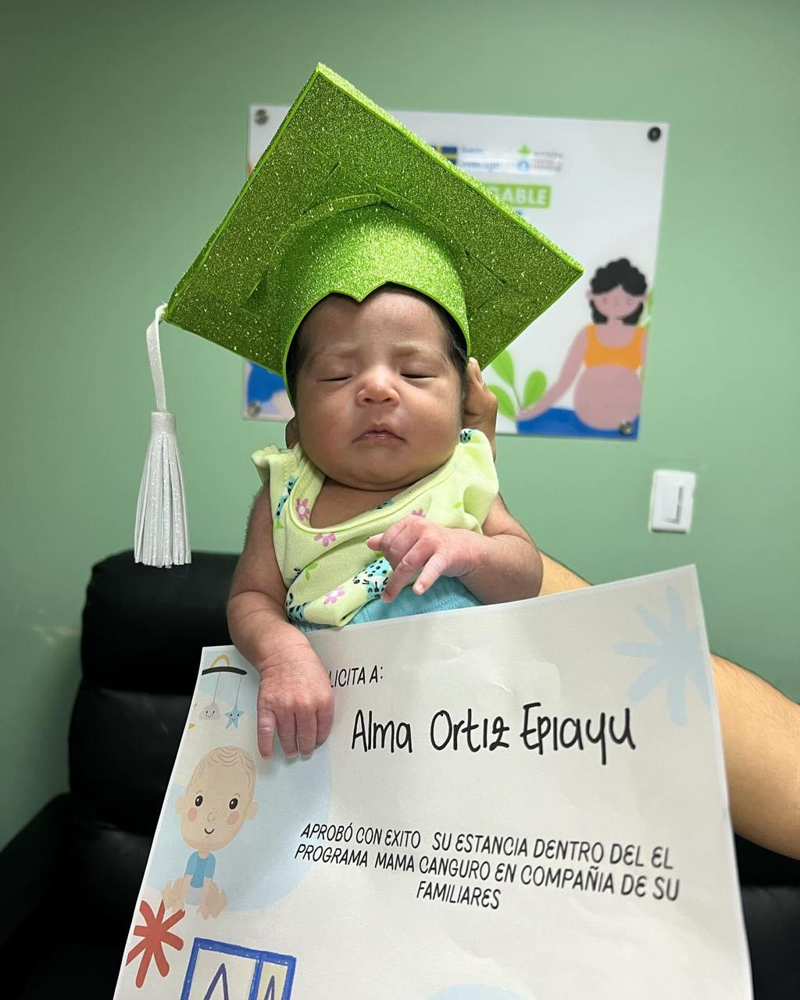 GABLE
LICITA A:
Alma Ortiz Epiayu
APROBÓ CON EXITO SU ESTANCIA DENTRO DEL EL
PROGRAMA MAMA CANGURO EN COMPAÑIA DE SU
FAMILIARES